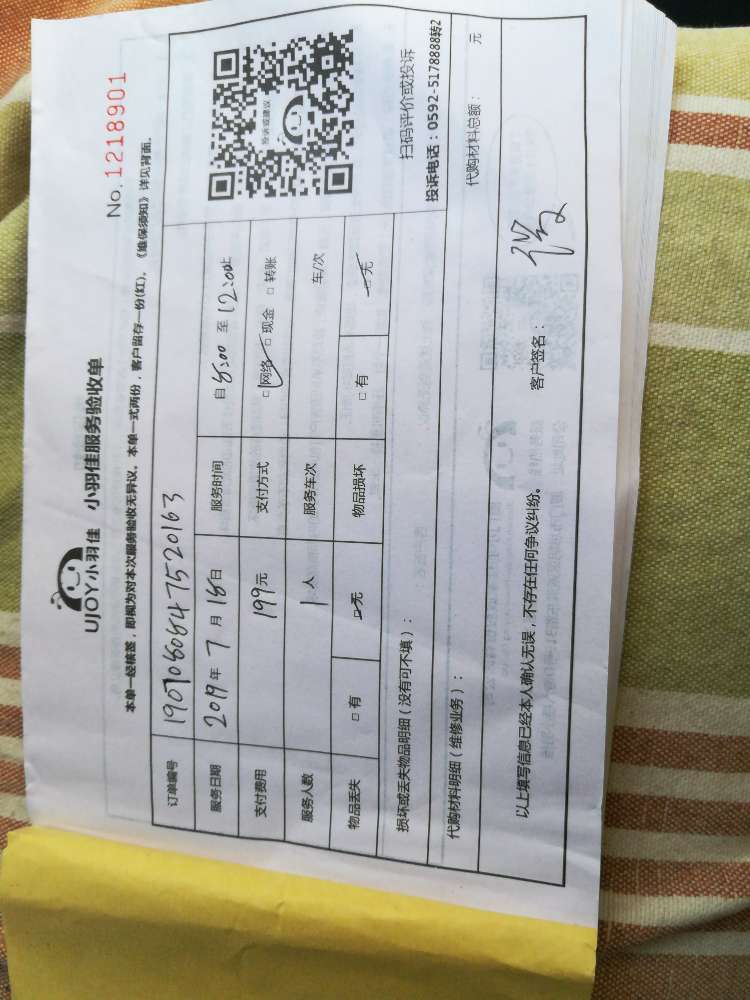 UJOY小羽佳 小羽佳服务验收单
No.1218901
本单一经核签，即视为对本次服务验收无异议，本单一式两份，客户留存一份(红)，《维保须知》详见背面。
订单编号 19070808475520163
服务日期 2019年 7 月 18 日 服务时间 自 8:00 至 12:00止
支付费用 199元 支付方式 □网络 □现金 □转账
服务人数 1 人 服务车次 车/次
物品丢失 □有 □无 物品损坏 □有 □无
投诉或建议
扫码评价或投诉
投诉电话：0592-5178888转2
损坏或丢失物品明细（没有可不填）：
代购材料明细（维修业务）： 代购材料总额： 元
以上填写信息已经本人确认无误，不存在任何争议纠纷。 客户签名：